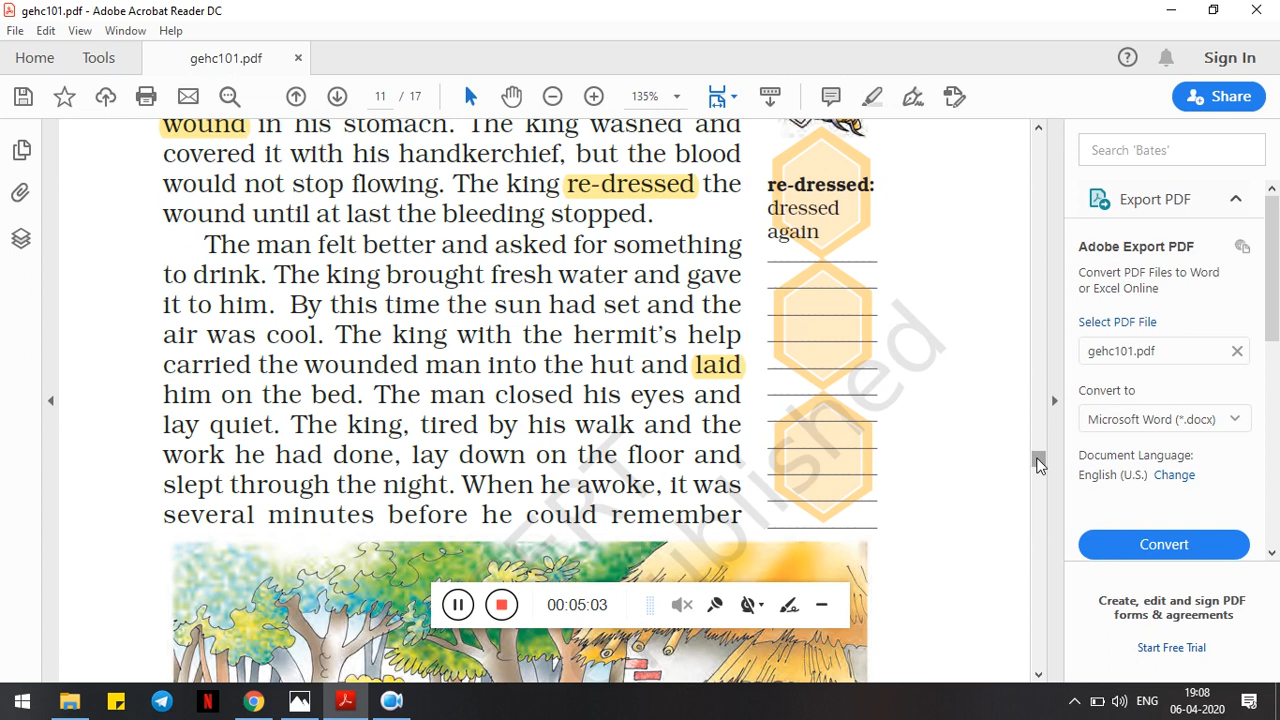 gehc101.pdf - Adobe Acrobat Reader DC
File Edit View Window Help
Home Tools gehc101.pdf × Sign In
11 / 17 135% Share
wound in his stomach. The king washed and
covered it with his handkerchief, but the blood
would not stop flowing. The king re-dressed the
wound until at last the bleeding stopped.
The man felt better and asked for something
to drink. The king brought fresh water and gave
it to him. By this time the sun had set and the
air was cool. The king with the hermit's help
carried the wounded man into the hut and laid
him on the bed. The man closed his eyes and
lay quiet. The king, tired by his walk and the
work he had done, lay down on the floor and
slept through the night. When he awoke, it was
several minutes before he could remember
re-dressed:
dressed
again
ublished
00:05:03
Search 'Bates'
Export PDF
Adobe Export PDF
Convert PDF Files to Word
or Excel Online
Select PDF File
gehc101.pdf
Convert to
Microsoft Word (*.docx)
Document Language:
English (U.S.) Change
Convert
Create, edit and sign PDF
forms & agreements
Start Free Trial
ENG
19:08
06-04-2020